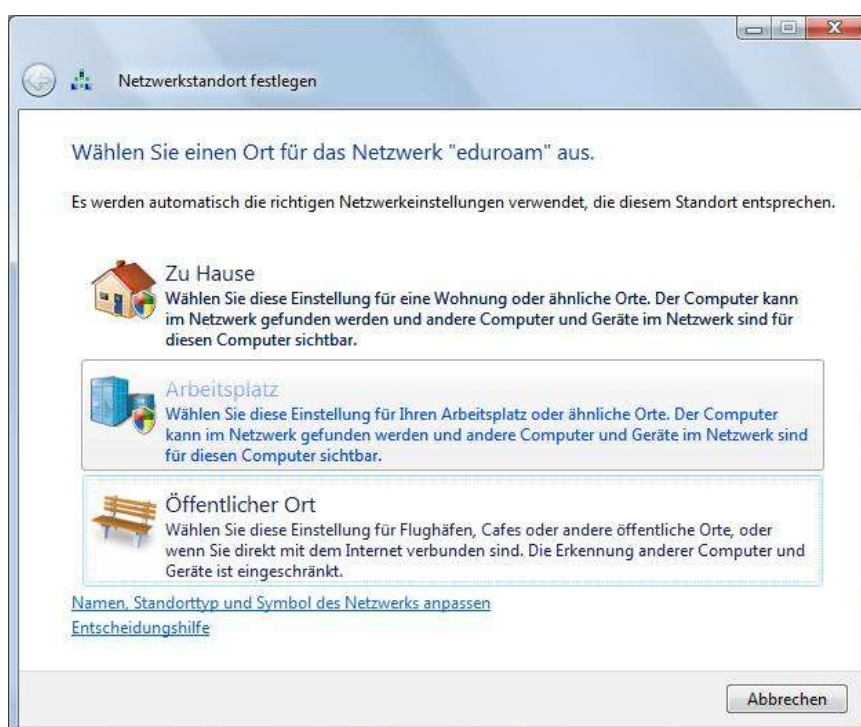 Netzwerkstandort festlegen
Wählen Sie einen Ort für das Netzwerk "eduroam" aus.
Es werden automatisch die richtigen Netzwerkeinstellungen verwendet, die diesem Standort entsprechen.
Zu Hause
Wählen Sie diese Einstellung für eine Wohnung oder ähnliche Orte. Der Computer kann
im Netzwerk gefunden werden und andere Computer und Geräte im Netzwerk sind für
diesen Computer sichtbar.
Arbeitsplatz
Wählen Sie diese Einstellung für Ihren Arbeitsplatz oder ähnliche Orte. Der Computer
kann im Netzwerk gefunden werden und andere Computer und Geräte im Netzwerk sind
für diesen Computer sichtbar.
Öffentlicher Ort
Wählen Sie diese Einstellung für Flughäfen, Cafes oder andere öffentliche Orte, oder
wenn Sie direkt mit dem Internet verbunden sind. Die Erkennung anderer Computer und
Geräte ist eingeschränkt.
Namen, Standorttyp und Symbol des Netzwerks anpassen
Entscheidungshilfe
Abbrechen